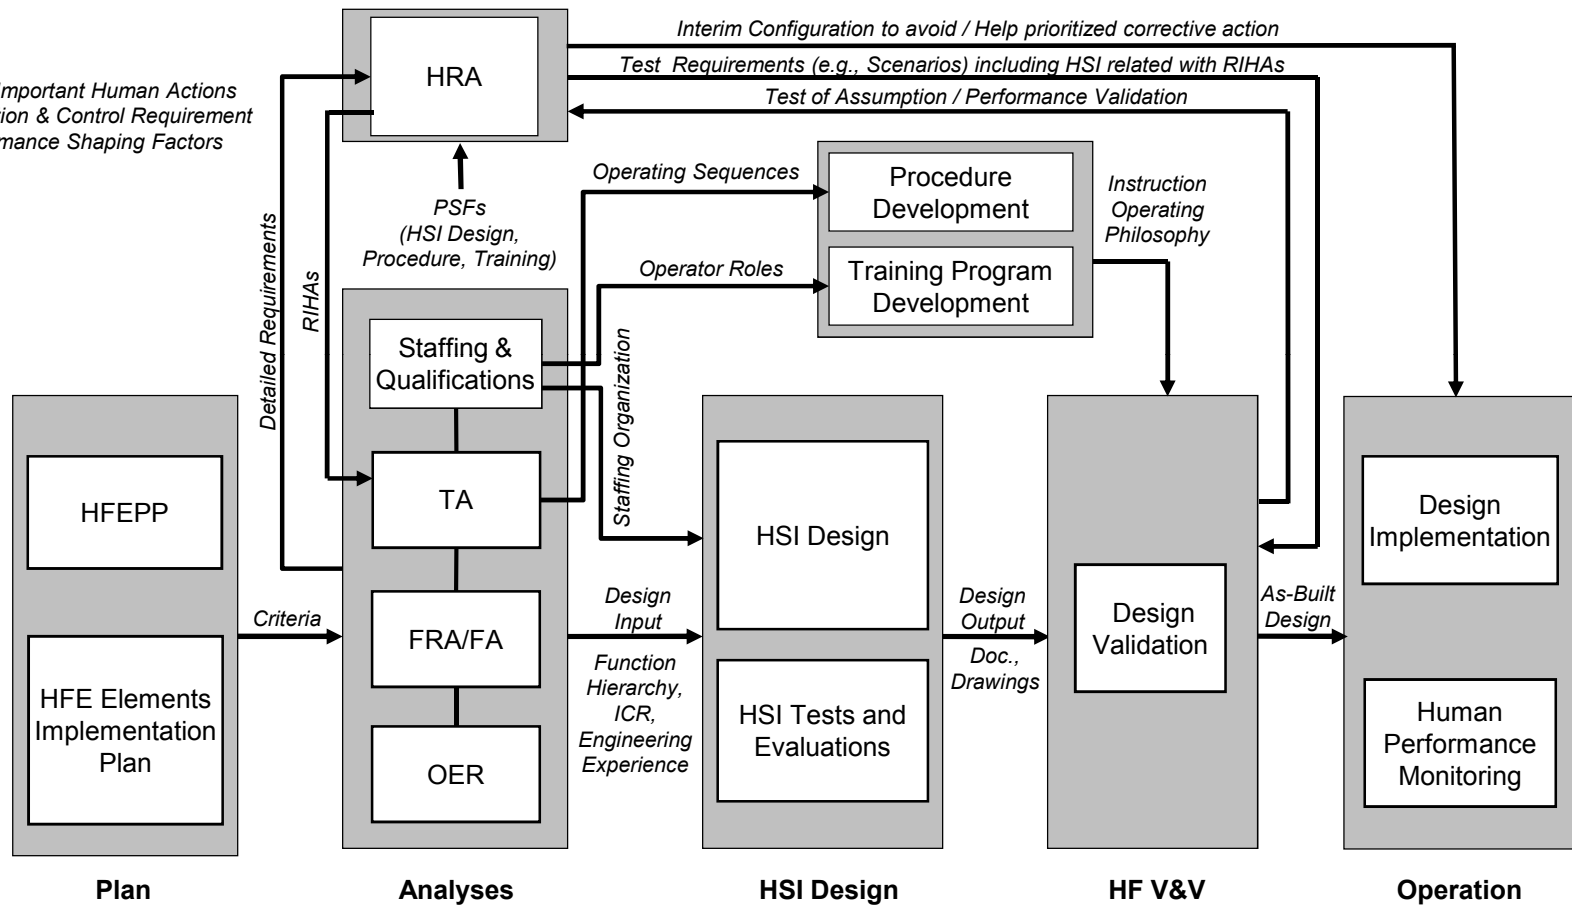 Interim Configuration to avoid / Help prioritized corrective action
HRA
Test Requirements (e.g., Scenarios) including HSI related with RIHAs
Test of Assumption / Performance Validation
Important Human Actions
& Control Requirement
Shaping Factors
Operating Sequences
Procedure
Development
Instruction
Operating
Philosophy
PSFs
(HSI Design,
Procedure, Training)
Operator Roles
Training Program
Development
Detailed Requirements
RIHAs
Staffing &
Qualifications
Staffing Organization
TA
HFEPP
HSI Design
Design
Implementation
Criteria
FRA/FA
Design
Input
Function
Hierarchy,
ICR,
Engineering
Experience
Design
Output
Doc.,
Drawings
Design
Validation
As-Built
Design
HFE Elements
Implementation
Plan
OER
HSI Tests and
Evaluations
Human
Performance
Monitoring
Plan
Analyses
HSI Design
HF V&V
Operation